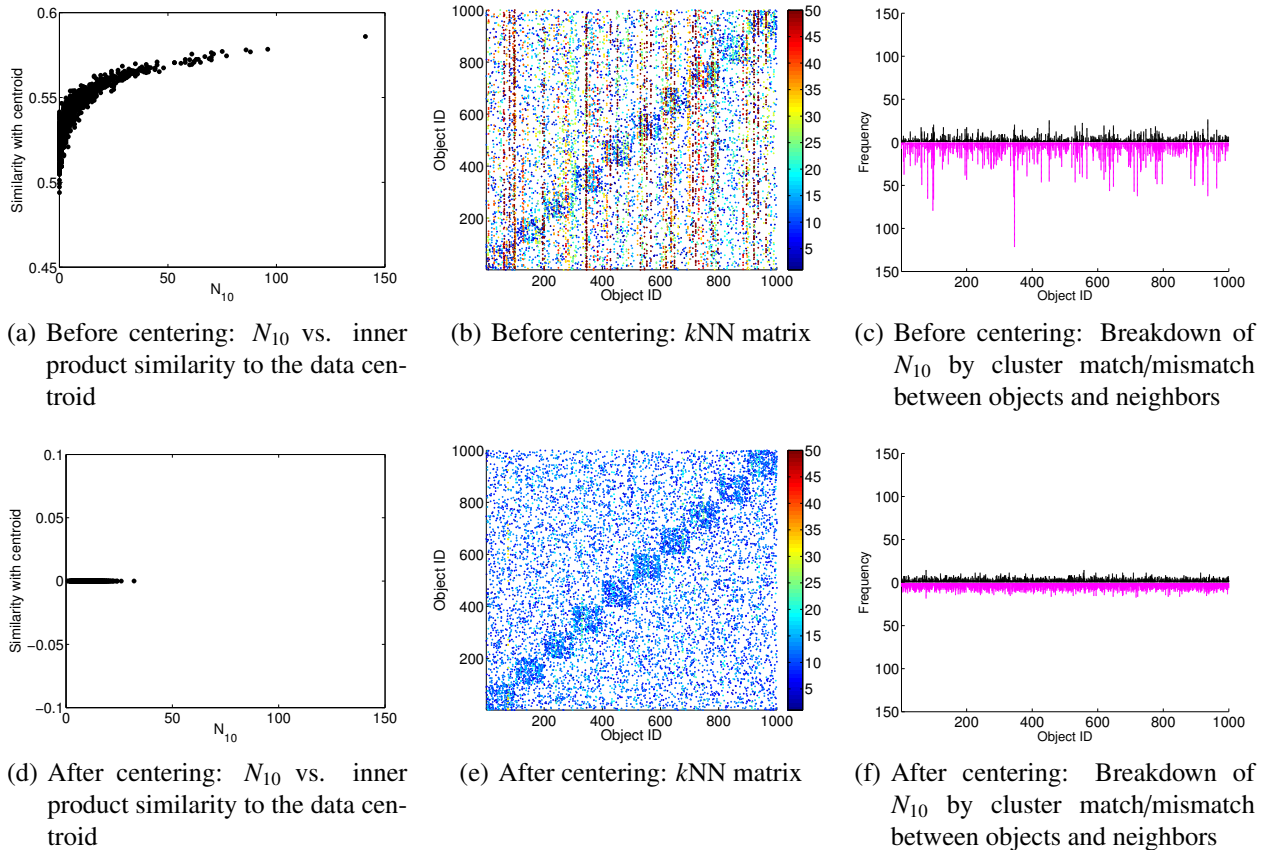 0.6
0.55
0.5
0.45
0 50 100 150
Similarity with centroid
N10
1000
800
600
400
200
200 400 600 800 1000
Object ID
Object ID
50
45
40
35
30
25
20
15
10
5
150
100
50
0
50
100
150
200 400 600 800 1000
Frequency
Object ID
(a) Before centering: N10 vs. inner
product similarity to the data cen-
troid
(b) Before centering: kNN matrix
(c) Before centering: Breakdown of
N10 by cluster match/mismatch
between objects and neighbors
0.1
0.05
0
−0.05
−0.1
0 50 100 150
Similarity with centroid
N10
1000
800
600
400
200
200 400 600 800 1000
Object ID
Object ID
50
45
40
35
30
25
20
15
10
5
150
100
50
0
50
100
150
200 400 600 800 1000
Frequency
Object ID
(d) After centering: N10 vs. inner
product similarity to the data cen-
troid
(e) After centering: kNN matrix
(f) After centering: Breakdown of
N10 by cluster match/mismatch
between objects and neighbors